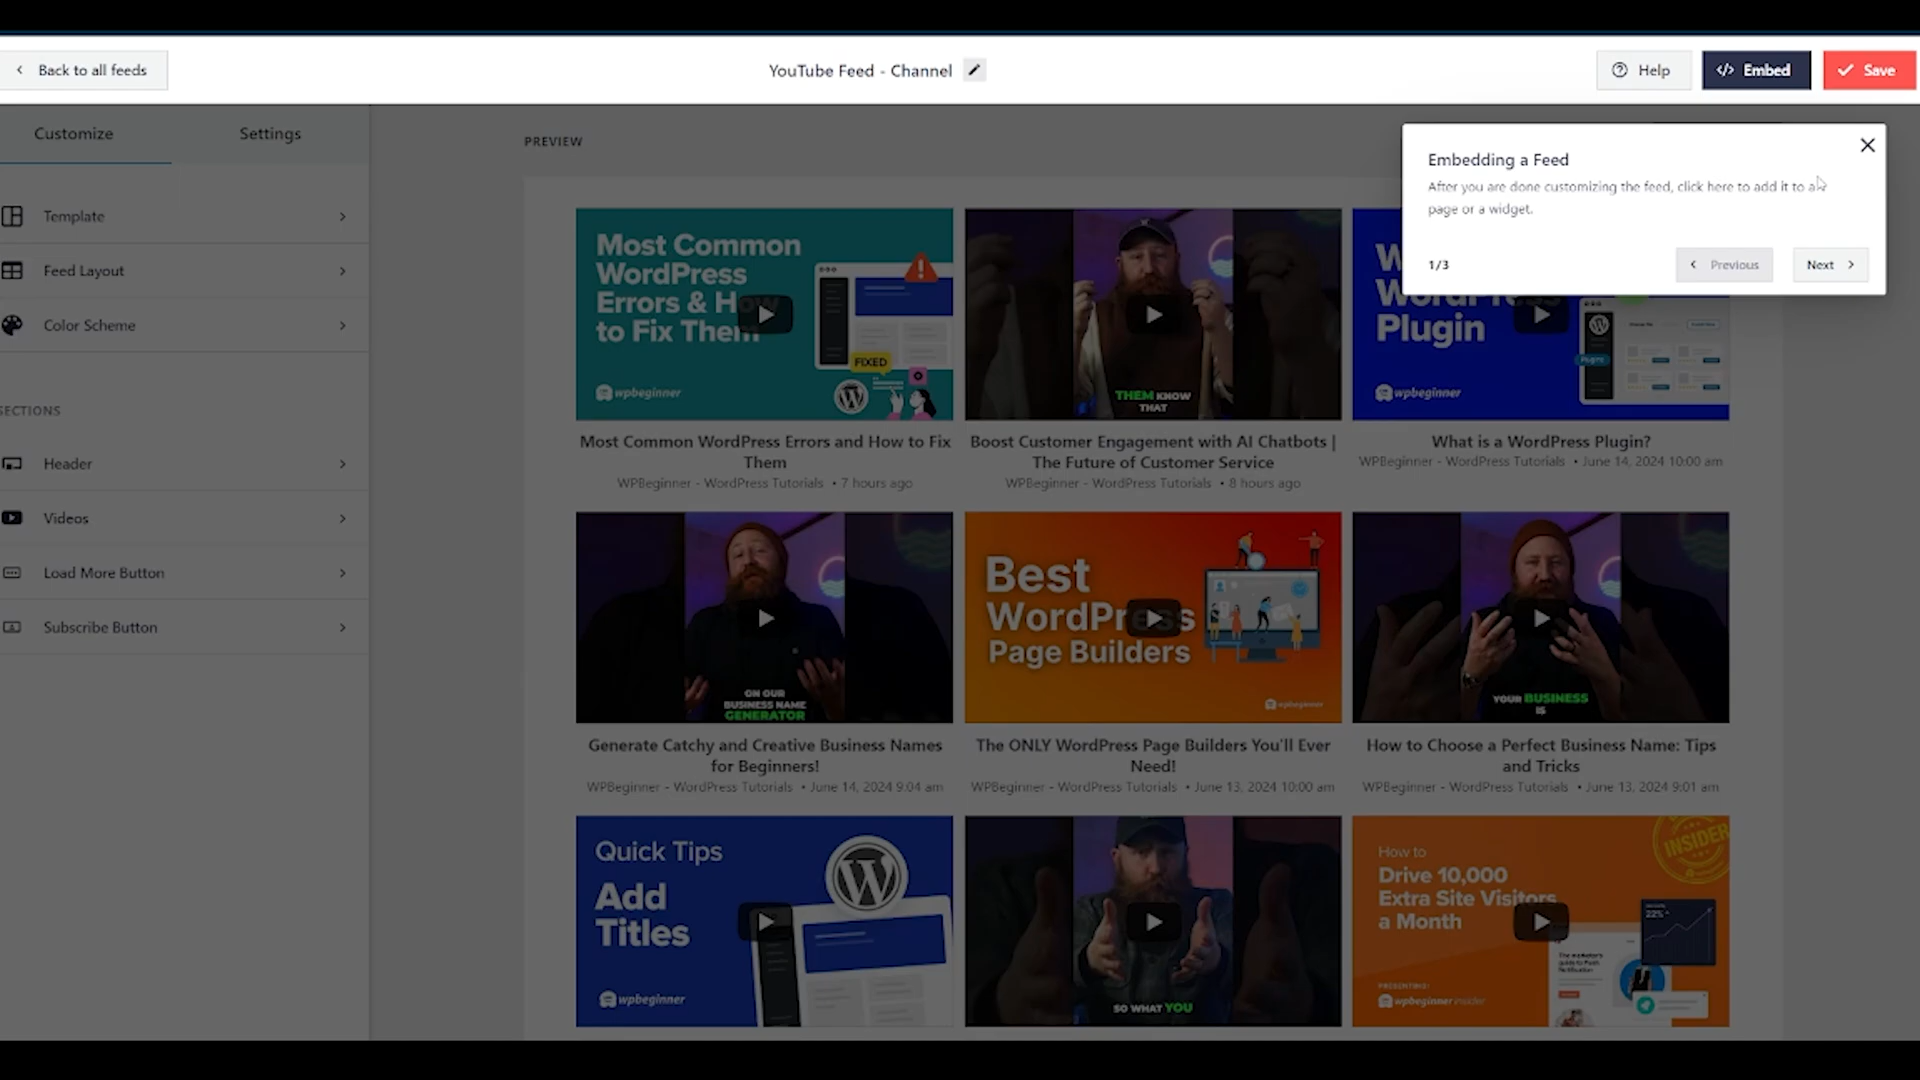 Back to all feeds
YouTube Feed - Channel
Help
Embed
Save
Customize
Settings
PREVIEW
Embedding a Feed
After you are done customizing the feed, click here to add it to a
page or a widget.
1/3
Previous
Next
Template
Feed Layout
Color Scheme
SECTIONS
Header
Videos
Load More Button
Subscribe Button
Most Common
WordPress
Errors & How
to Fix Them
FIXED
wpbeginner
THEM KNOW
THAT
WordPress
Plugin
Plugin
wpbeginner
Most Common WordPress Errors and How to Fix
Them
WPBeginner - WordPress Tutorials • 7 hours ago
Boost Customer Engagement with AI Chatbots |
The Future of Customer Service
WPBeginner - WordPress Tutorials • 8 hours ago
What is a WordPress Plugin?
WPBeginner - WordPress Tutorials • June 14, 2024 10:00 am
ON OUR
BUSINESS NAME
GENERATOR
Best
WordPress
Page Builders
wpbeginner
YOUR BUSINESS
IS
Generate Catchy and Creative Business Names
for Beginners!
WPBeginner - WordPress Tutorials • June 14, 2024 9:04 am
The ONLY WordPress Page Builders You'll Ever
Need!
WPBeginner - WordPress Tutorials • June 13, 2024 10:00 am
How to Choose a Perfect Business Name: Tips
and Tricks
WPBeginner - WordPress Tutorials • June 13, 2024 9:01 am
Quick Tips
Add
Titles
wpbeginner
SO WHAT YOU
INSIDER
How to
Drive 10,000
Extra Site Visitors
a Month
22%
PRESENTING:
wpbeginner insider